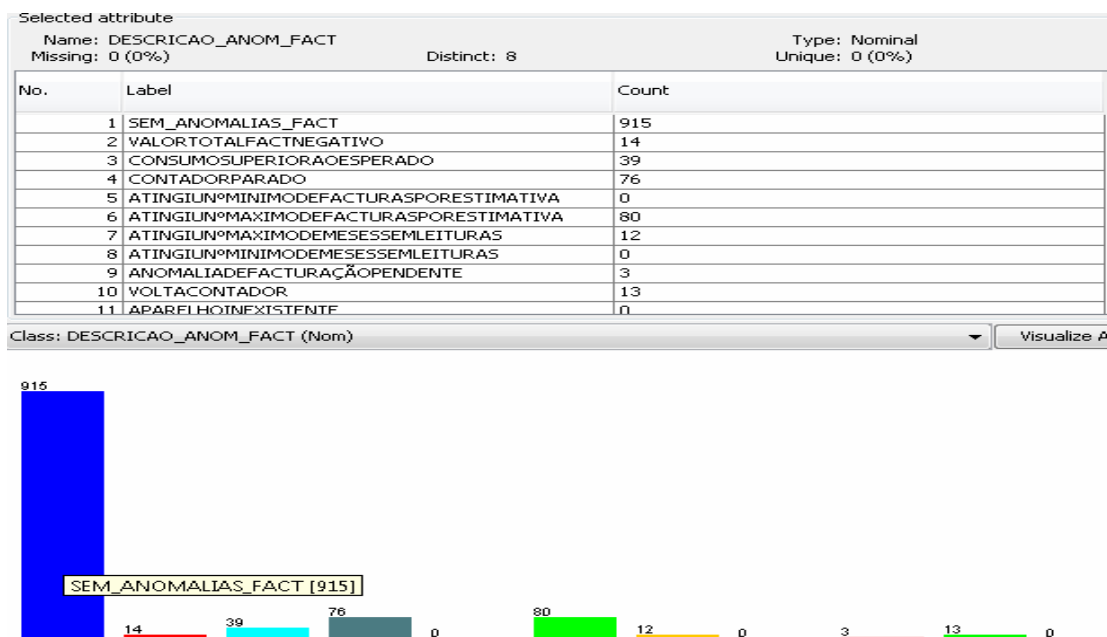 Selected attribute
Name: DESCRICAO_ANOM_FACT Type: Nominal
Missing: 0 (0%) Distinct: 8 Unique: 0 (0%)
No. Label Count
1 SEM_ANOMALIAS_FACT 915
2 VALORTOTALFACTNEGATIVO 14
3 CONSUMOSUPERIORAOESPERADO 39
4 CONTADORPARADO 76
5 ATINGIUNºMINIMODEFACTURASPORESTIMATIVA 0
6 ATINGIUNºMAXIMODEFACTURASPORESTIMATIVA 80
7 ATINGIUNºMAXIMODEMESESSEMLEITURAS 12
8 ATINGIUNºMINIMODEMESESSEMLEITURAS 0
9 ANOMALIADEFACTURAÇÃOPENDENTE 3
10 VOLTACONTADOR 13
11 APARELHOINEXISTENTE 0
Class: DESCRICAO_ANOM_FACT (Nom) Visualize A
915
SEM_ANOMALIAS_FACT [915]
14 39 76 0 80 12 0 3 13 0